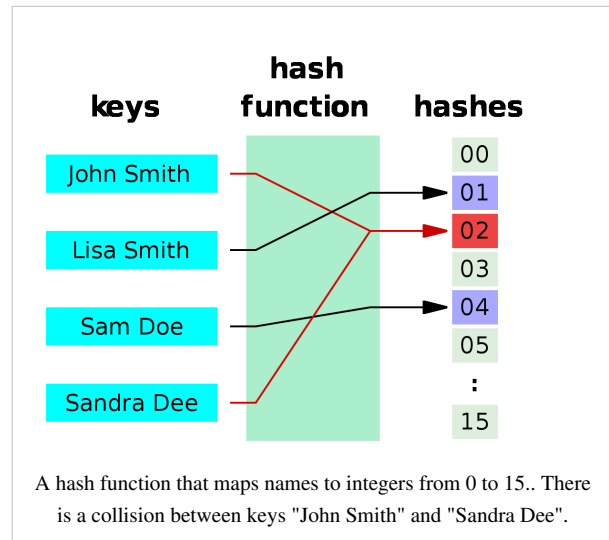 keys
hash
function
hashes
John Smith
Lisa Smith
Sam Doe
Sandra Dee
00
01
02
03
04
05
:
15
A hash function that maps names to integers from 0 to 15.. There
is a collision between keys "John Smith" and "Sandra Dee".